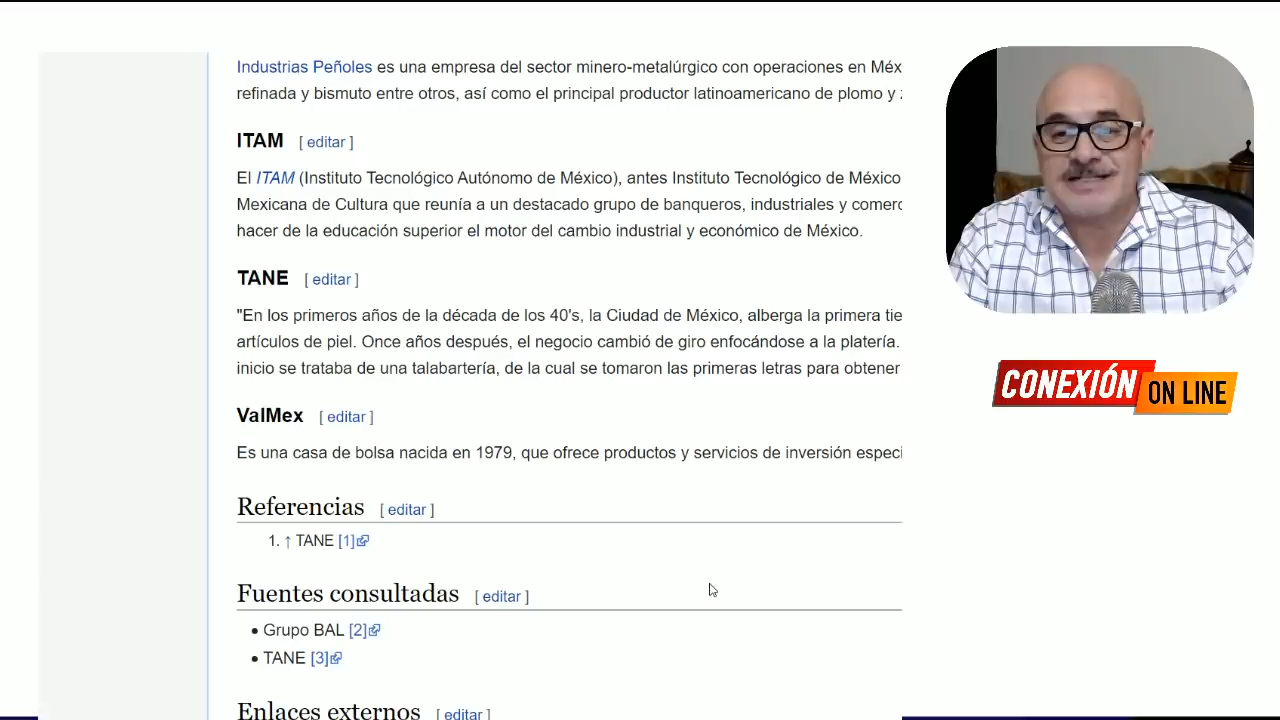 Industrias Peñoles es una empresa del sector minero-metalúrgico con operaciones en Méx
refinada y bismuto entre otros, así como el principal productor latinoamericano de plomo y
ITAM [ editar ]
El ITAM (Instituto Tecnológico Autónomo de México), antes Instituto Tecnológico de México
Mexicana de Cultura que reunía a un destacado grupo de banqueros, industriales y comerc
hacer de la educación superior el motor del cambio industrial y económico de México.
TANE [ editar ]
"En los primeros años de la década de los 40's, la Ciudad de México, alberga la primera tie
artículos de piel. Once años después, el negocio cambió de giro enfocándose a la platería.
inicio se trataba de una talabartería, de la cual se tomaron las primeras letras para obtener
ValMex [ editar ]
Es una casa de bolsa nacida en 1979, que ofrece productos y servicios de inversión especi
Referencias [ editar ]
1. ↑ TANE [1]
Fuentes consultadas [ editar ]
• Grupo BAL [2]
• TANE [3]
Enlaces externos [ editar ]
CONEXIÓN
ON LINE